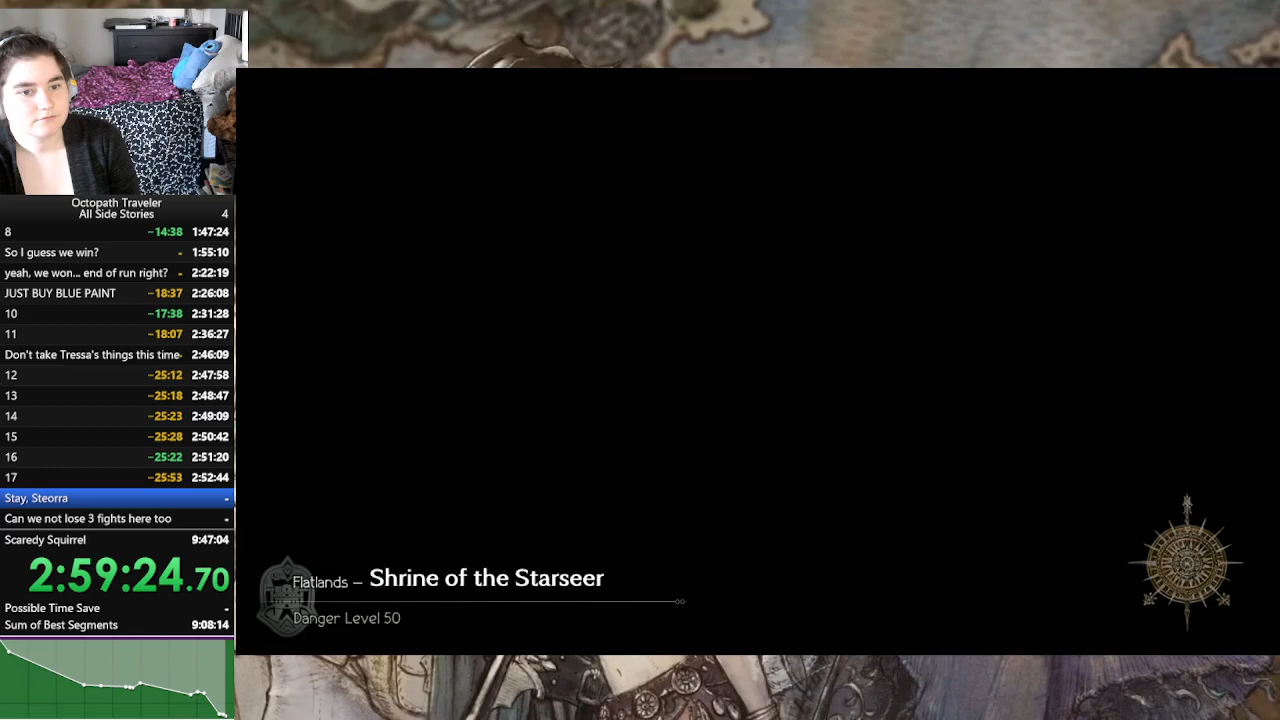 Octopath Traveler
All Side Stories 4
8 −14:38 1:47:24
So I guess we win? - 1:55:10
yeah, we won... end of run right? - 2:22:19
JUST BUY BLUE PAINT −18:37 2:26:08
10 −17:38 2:31:28
11 −18:07 2:36:27
Don't take Tressa's things this time - 2:46:09
12 −25:12 2:47:58
13 −25:18 2:48:47
14 −25:23 2:49:09
15 −25:28 2:50:42
16 −25:22 2:51:20
17 −25:53 2:52:44
Stay, Steorra -
Can we not lose 3 fights here too -
Scaredy Squirrel 9:47:04
2:59:24.70
Possible Time Save -
Sum of Best Segments 9:08:14
Flatlands – Shrine of the Starseer
Danger Level 50